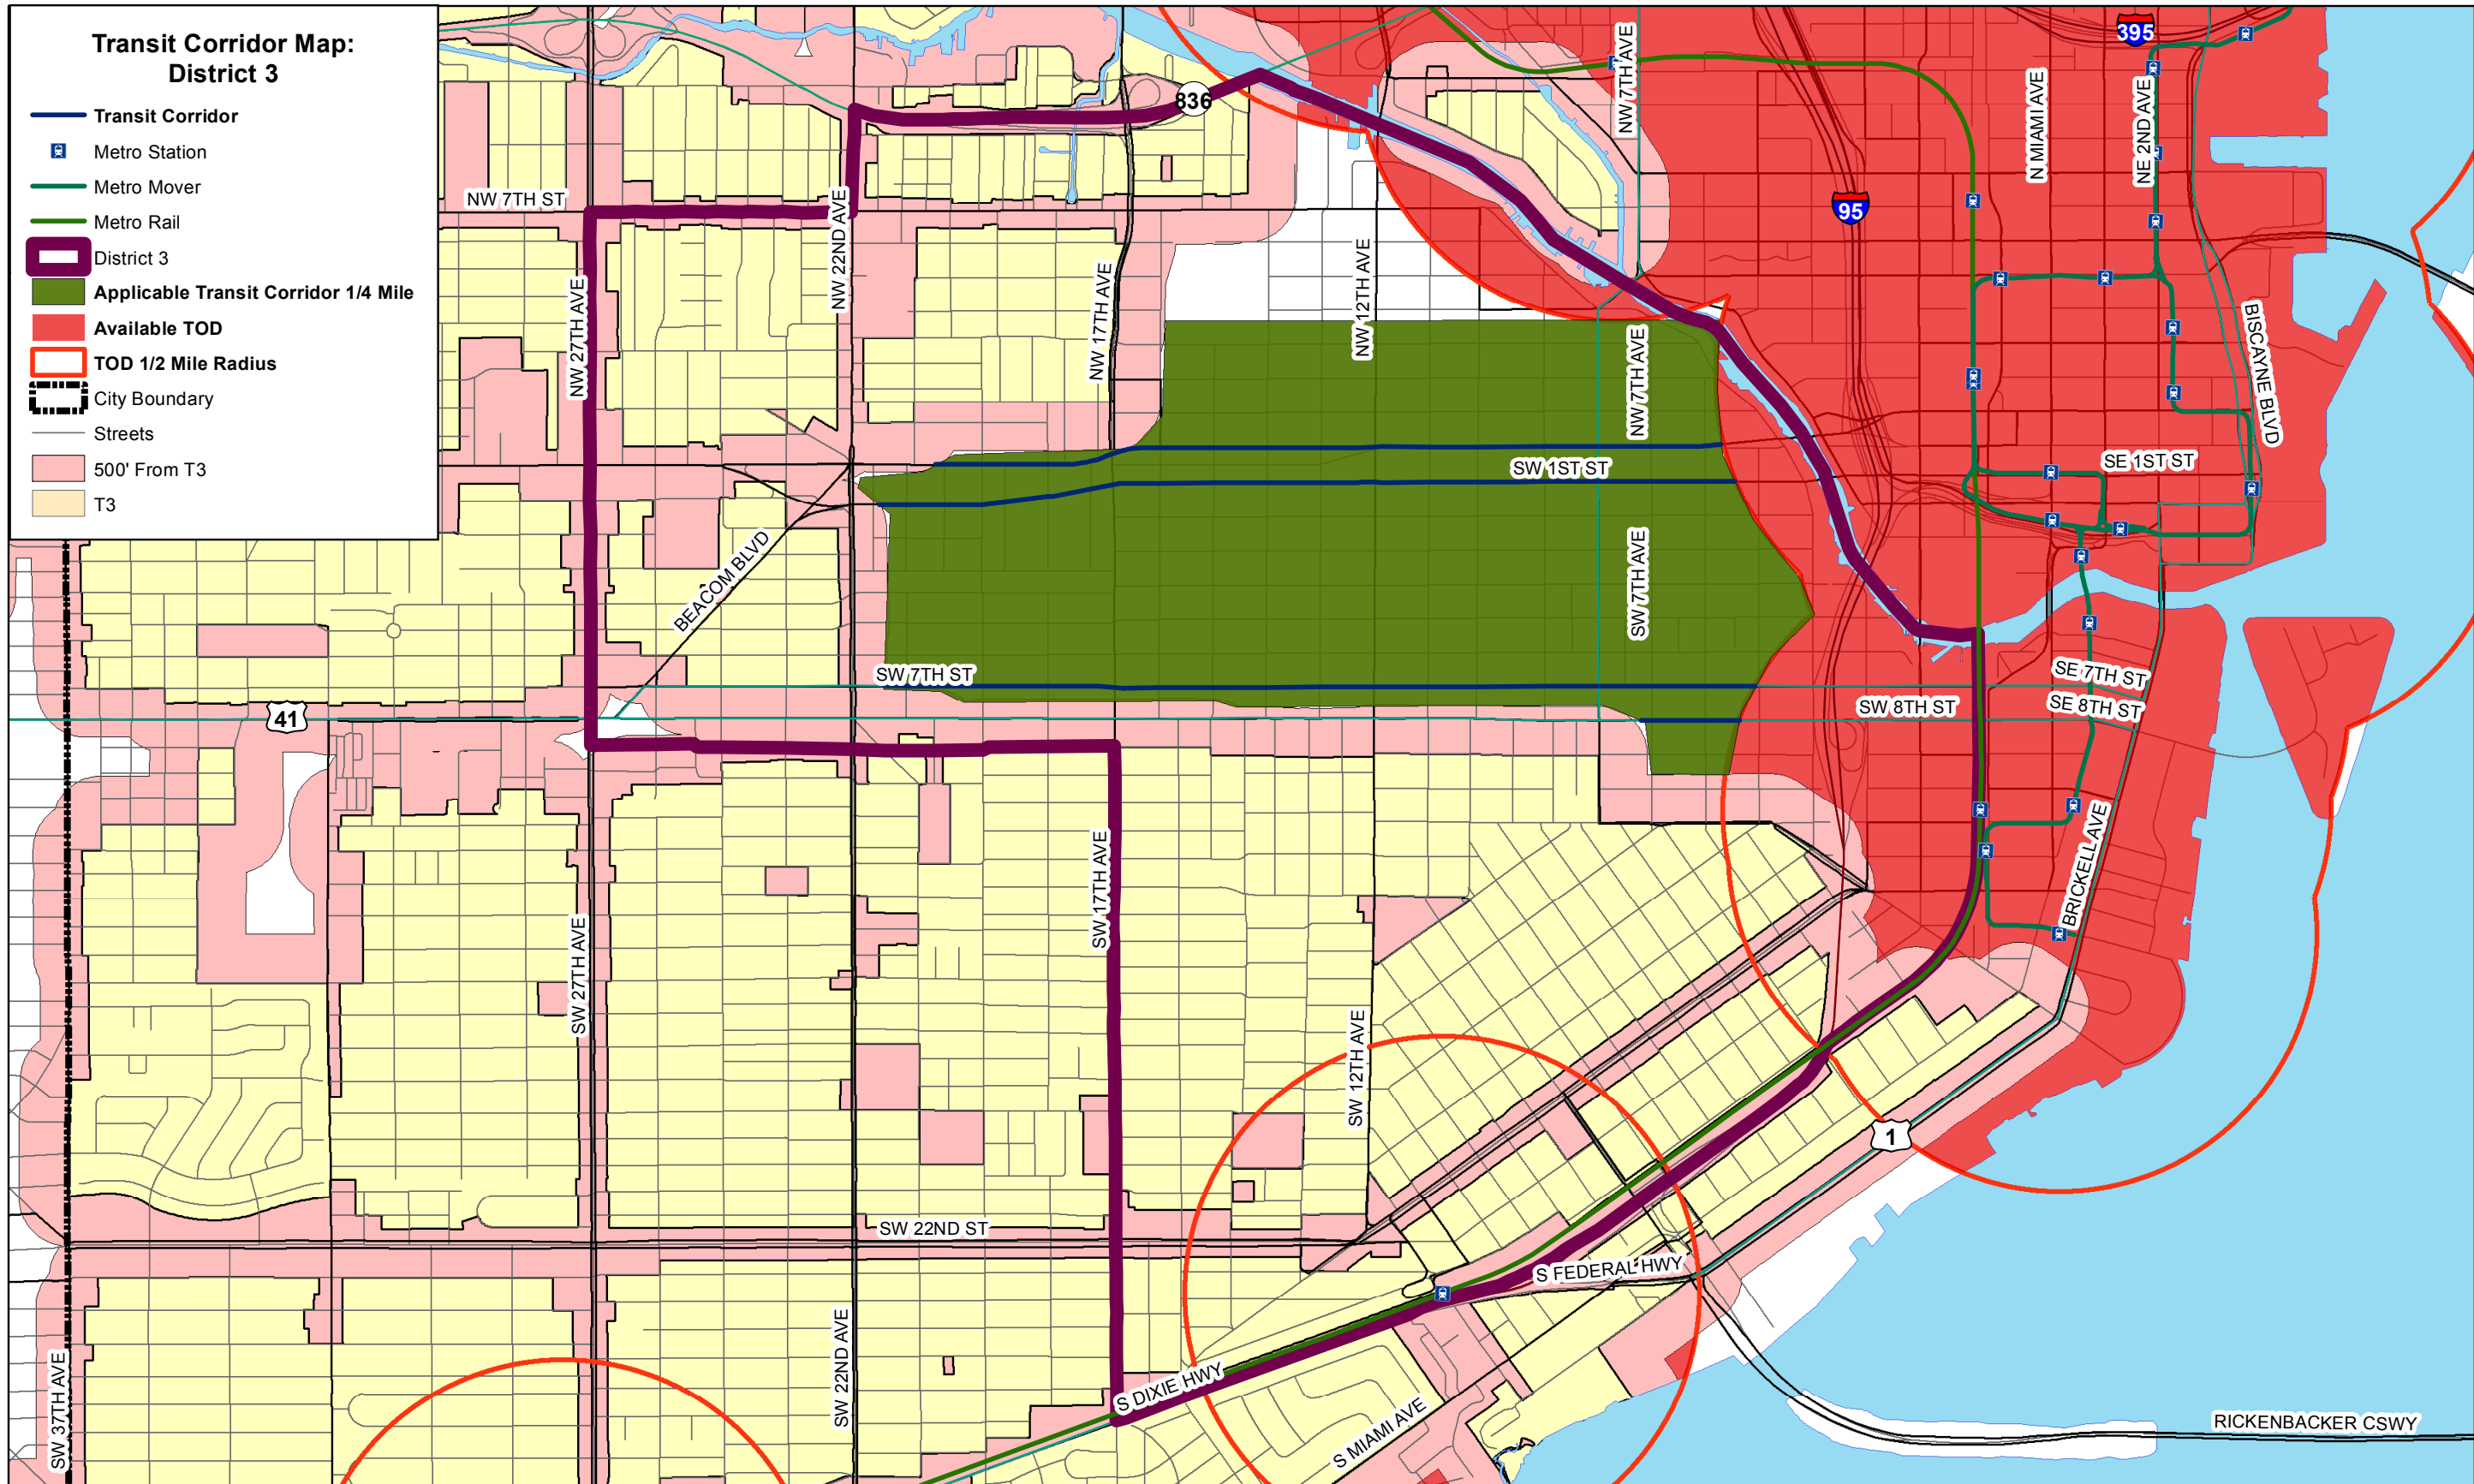 Transit Corridor Map:
District 3
Transit Corridor
Metro Station
Metro Mover
Metro Rail
District 3
Applicable Transit Corridor 1/4 Mile
Available TOD
TOD 1/2 Mile Radius
City Boundary
Streets
500' From T3
T3
395
836
NW 7TH AVE
N MIAMI AVE
NE 2ND AVE
95
NW 7TH ST
NW 22ND AVE
NW 27TH AVE
NW 17TH AVE
NW 12TH AVE
NW 7TH AVE
BISCAYNE BLVD
SW 1ST ST
SE 1ST ST
BEACOM BLVD
SW 7TH AVE
SW 7TH ST
SE 7TH ST
41
SW 8TH ST
SE 8TH ST
SW 17TH AVE
BRICKELL AVE
SW 27TH AVE
SW 12TH AVE
1
SW 22ND ST
S FEDERAL HWY
SW 37TH AVE
SW 22ND AVE
S DIXIE HWY
S MIAMI AVE
RICKENBACKER CSWY